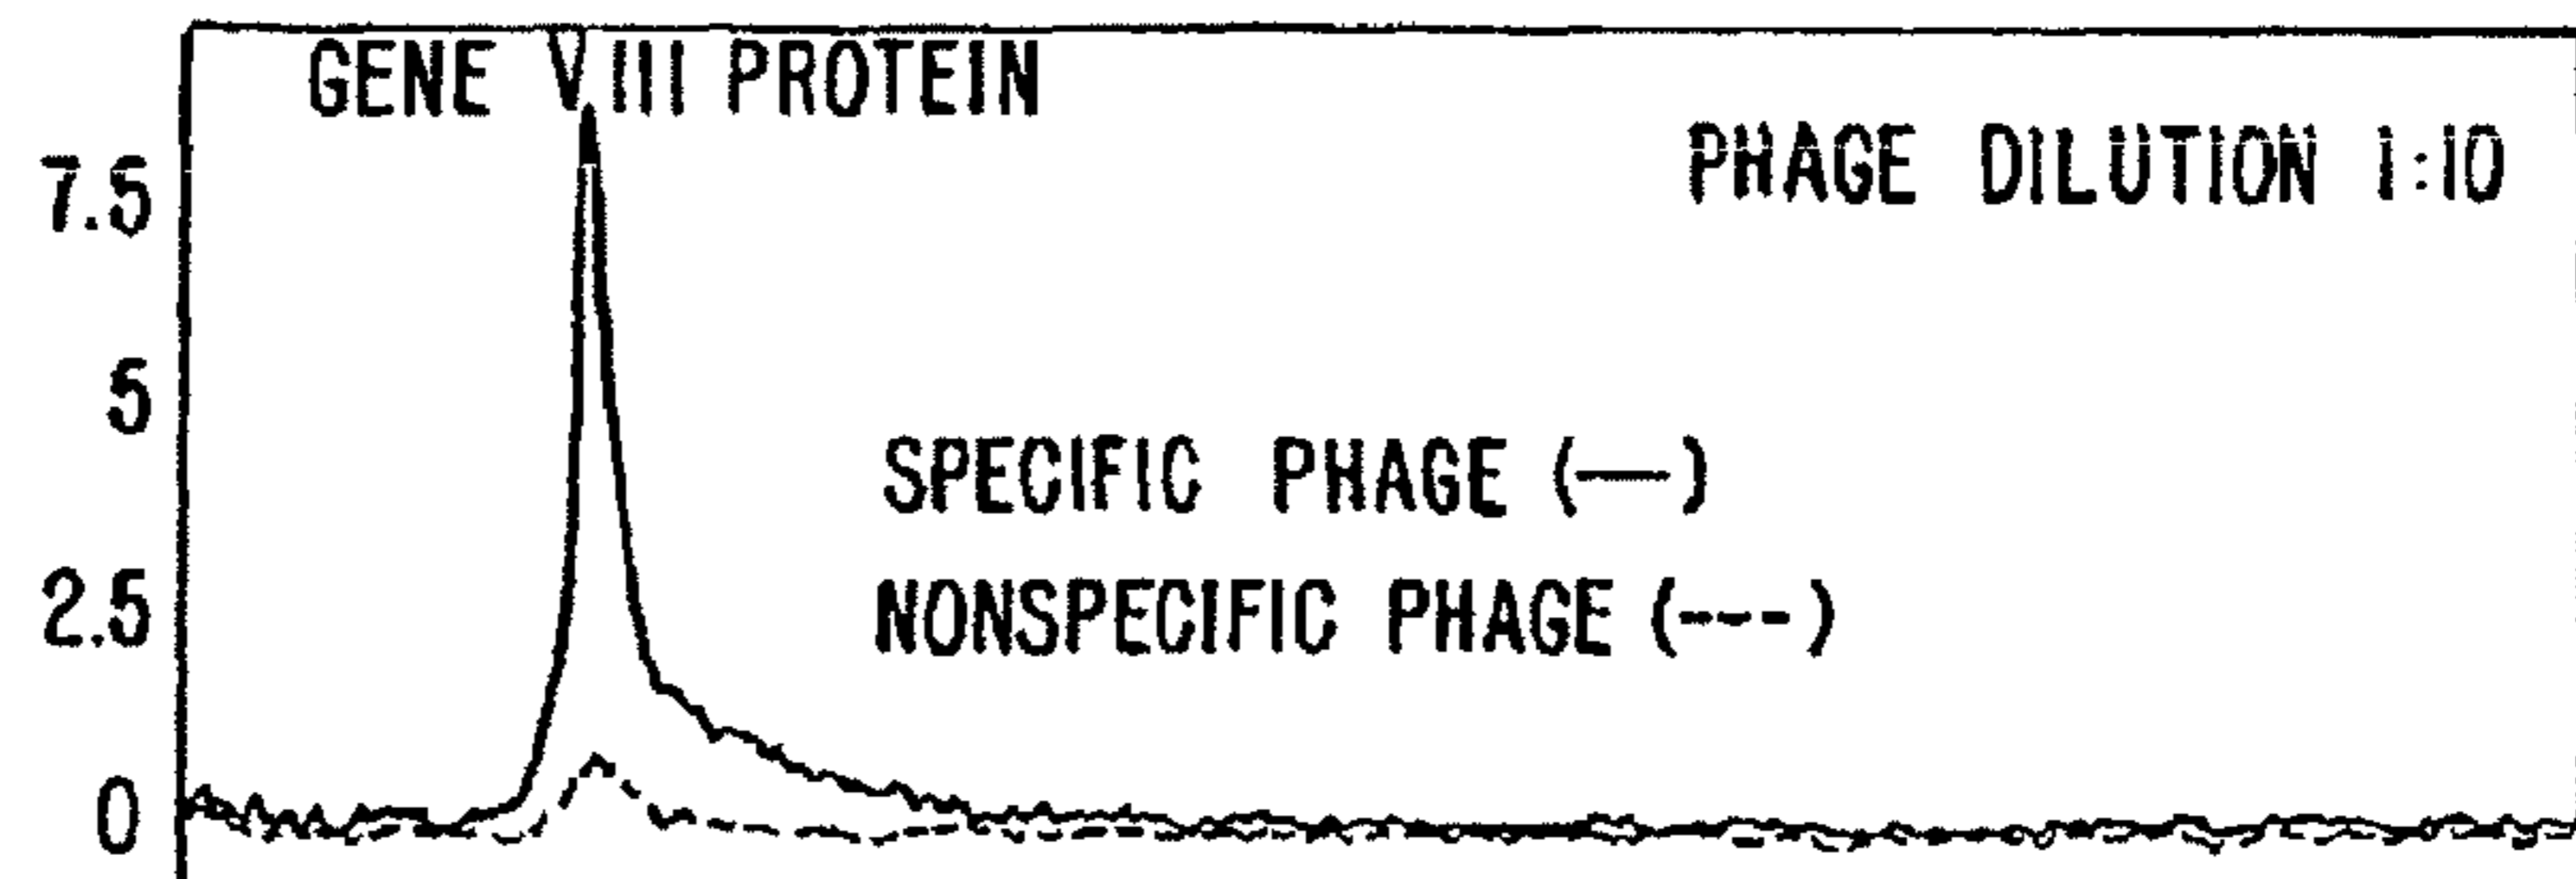 GENE VIII PROTEIN
PHAGE DILUTION 1:10
7.5
5
SPECIFIC PHAGE (—)
2.5
NONSPECIFIC PHAGE (---)
0